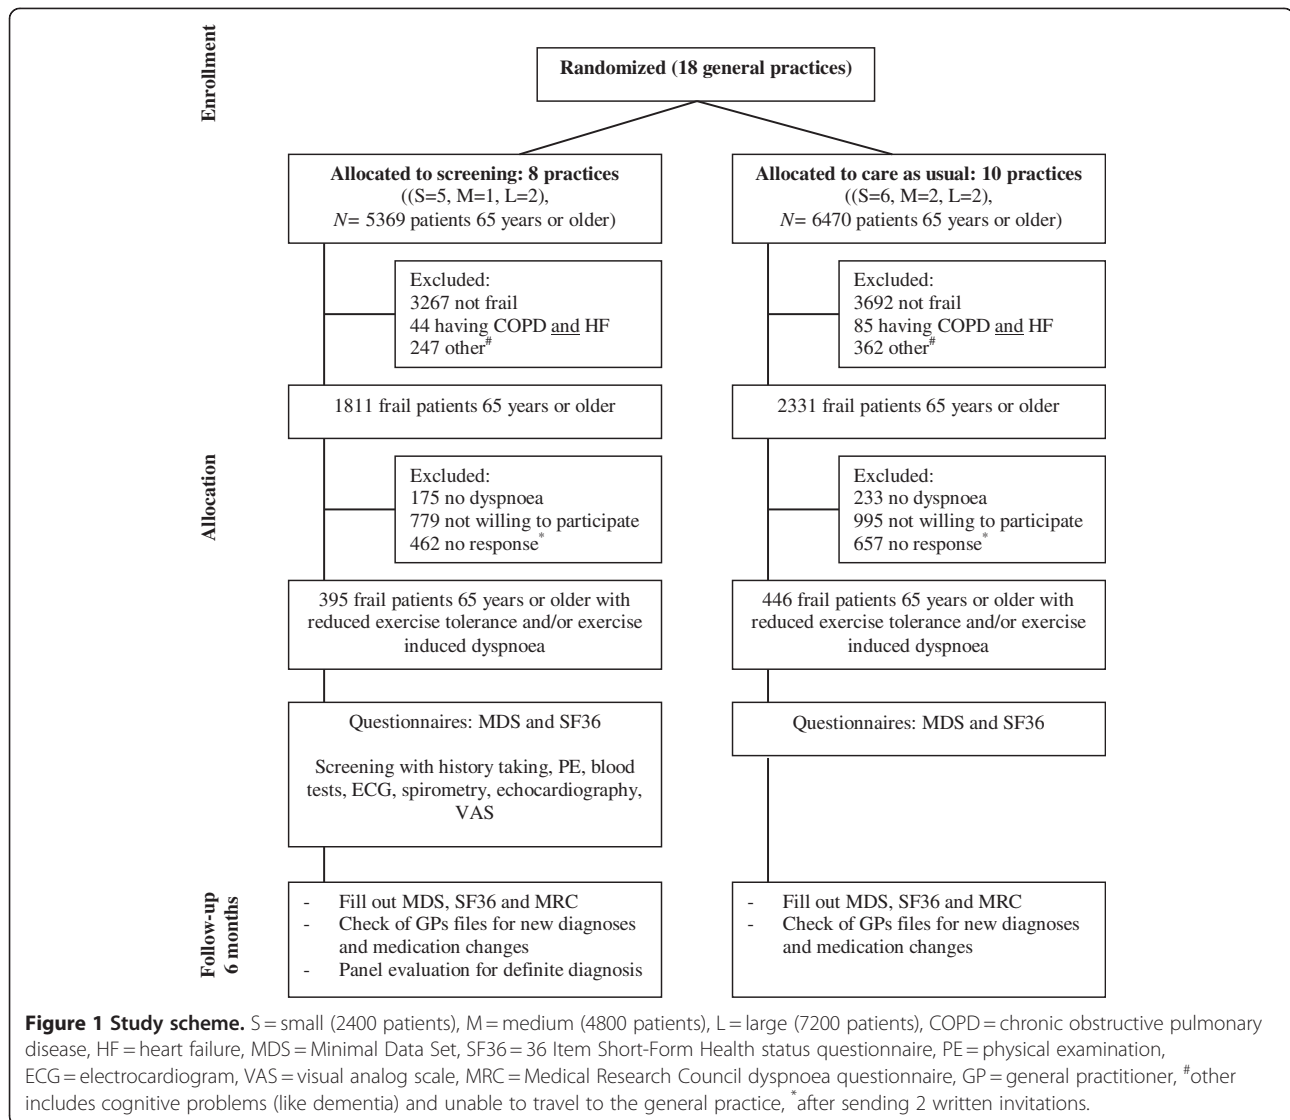 Enrollment
Randomized (18 general practices)
Allocated to screening: 8 practices
((S=5, M=1, L=2),
N= 5369 patients 65 years or older)
Allocated to care as usual: 10 practices
((S=6, M=2, L=2),
N= 6470 patients 65 years or older)
Excluded:
3267 not frail
44 having COPD and HF
247 other#
Excluded:
3692 not frail
85 having COPD and HF
362 other#
1811 frail patients 65 years or older
2331 frail patients 65 years or older
Allocation
Excluded:
175 no dyspnoea
779 not willing to participate
462 no response*
Excluded:
233 no dyspnoea
995 not willing to participate
657 no response*
395 frail patients 65 years or older with
reduced exercise tolerance and/or exercise
induced dyspnoea
446 frail patients 65 years or older with
reduced exercise tolerance and/or exercise
induced dyspnoea
Questionnaires: MDS and SF36
Screening with history taking, PE, blood
tests, ECG, spirometry, echocardiography,
VAS
Questionnaires: MDS and SF36
Follow-up
6 months
- Fill out MDS, SF36 and MRC
- Check of GPs files for new diagnoses
and medication changes
- Panel evaluation for definite diagnosis
- Fill out MDS, SF36 and MRC
- Check of GPs files for new diagnoses
and medication changes
Figure 1 Study scheme. S = small (2400 patients), M = medium (4800 patients), L = large (7200 patients), COPD = chronic obstructive pulmonary
disease, HF = heart failure, MDS = Minimal Data Set, SF36 = 36 Item Short-Form Health status questionnaire, PE = physical examination,
ECG = electrocardiogram, VAS = visual analog scale, MRC = Medical Research Council dyspnoea questionnaire, GP = general practitioner, #other
includes cognitive problems (like dementia) and unable to travel to the general practice, *after sending 2 written invitations.